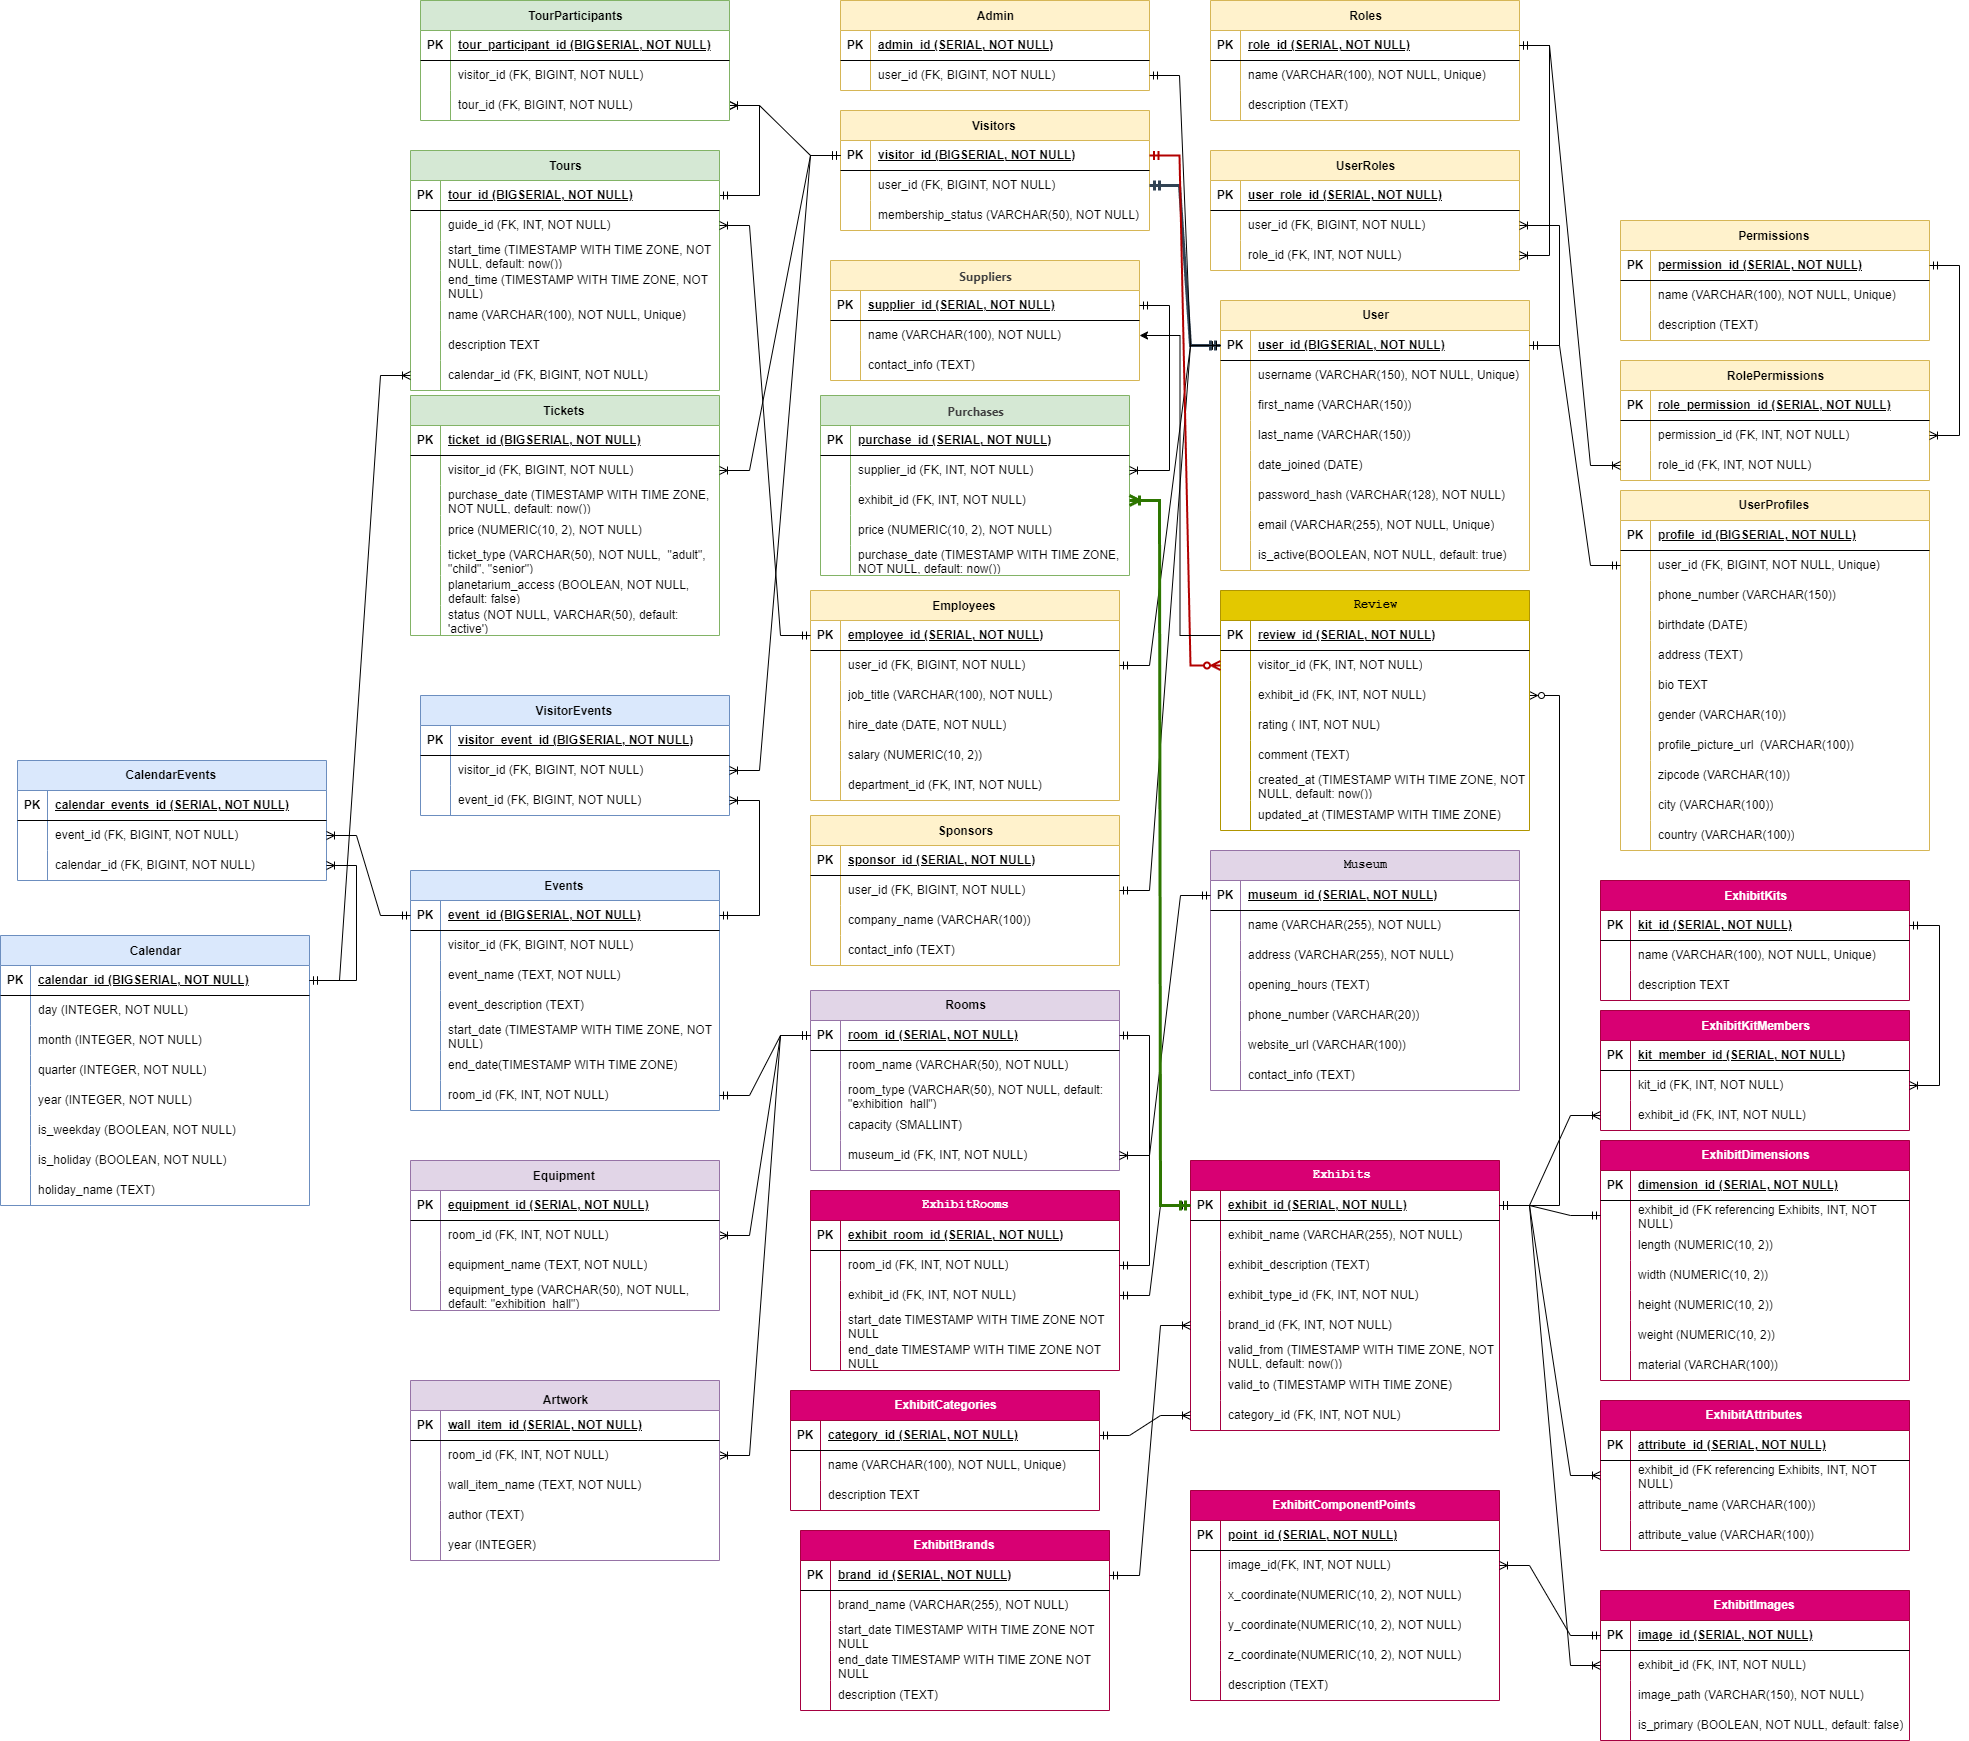 TourParticipants
PK
tour_participant_id (BIGSERIAL, NOT NULL)
visitor_id (FK, BIGINT, NOT NULL)
tour_id (FK, BIGINT, NOT NULL)
Tours
PK
tour_id (BIGSERIAL, NOT NULL)
guide_id (FK, INT, NOT NULL)
start_time (TIMESTAMP WITH TIME ZONE, NOT
NULL, default: now())
end_time (TIMESTAMP WITH TIME ZONE, NOT
NULL)
name (VARCHAR(100), NOT NULL, Unique)
description TEXT
calendar_id (FK, BIGINT, NOT NULL)
Tickets
PK
ticket_id (BIGSERIAL, NOT NULL)
visitor_id (FK, BIGINT, NOT NULL)
purchase_date (TIMESTAMP WITH TIME ZONE,
NOT NULL, default: now())
price (NUMERIC(10, 2), NOT NULL)
ticket_type (VARCHAR(50), NOT NULL,  "adult",
"child", "senior")
planetarium_access (BOOLEAN, NOT NULL,
default: false)
status (NOT NULL, VARCHAR(50), default:
'active')
VisitorEvents
PK
visitor_event_id (BIGSERIAL, NOT NULL)
visitor_id (FK, BIGINT, NOT NULL)
event_id (FK, BIGINT, NOT NULL)
CalendarEvents
PK
calendar_events_id (SERIAL, NOT NULL)
event_id (FK, BIGINT, NOT NULL)
calendar_id (FK, BIGINT, NOT NULL)
Calendar
PK
calendar_id (BIGSERIAL, NOT NULL)
day (INTEGER, NOT NULL)
month (INTEGER, NOT NULL)
quarter (INTEGER, NOT NULL)
year (INTEGER, NOT NULL)
is_weekday (BOOLEAN, NOT NULL)
is_holiday (BOOLEAN, NOT NULL)
holiday_name (TEXT)
Events
PK
event_id (BIGSERIAL, NOT NULL)
visitor_id (FK, BIGINT, NOT NULL)
event_name (TEXT, NOT NULL)
event_description (TEXT)
start_date (TIMESTAMP WITH TIME ZONE, NOT
NULL)
end_date(TIMESTAMP WITH TIME ZONE)
room_id (FK, INT, NOT NULL)
Equipment
PK
equipment_id (SERIAL, NOT NULL)
room_id (FK, INT, NOT NULL)
equipment_name (TEXT, NOT NULL)
equipment_type (VARCHAR(50), NOT NULL,
default: "exhibition_hall")
Artwork
PK
wall_item_id (SERIAL, NOT NULL)
room_id (FK, INT, NOT NULL)
wall_item_name (TEXT, NOT NULL)
author (TEXT)
year (INTEGER)
Admin
PK
admin_id (SERIAL, NOT NULL)
user_id (FK, BIGINT, NOT NULL)
Visitors
PK
visitor_id (BIGSERIAL, NOT NULL)
user_id (FK, BIGINT, NOT NULL)
membership_status (VARCHAR(50), NOT NULL)
Suppliers
PK
supplier_id (SERIAL, NOT NULL)
name (VARCHAR(100), NOT NULL)
contact_info (TEXT)
Purchases
PK
purchase_id (SERIAL, NOT NULL)
supplier_id (FK, INT, NOT NULL)
exhibit_id (FK, INT, NOT NULL)
price (NUMERIC(10, 2), NOT NULL)
purchase_date (TIMESTAMP WITH TIME ZONE,
NOT NULL, default: now())
Employees
PK
employee_id (SERIAL, NOT NULL)
user_id (FK, BIGINT, NOT NULL)
job_title (VARCHAR(100), NOT NULL)
hire_date (DATE, NOT NULL)
salary (NUMERIC(10, 2))
department_id (FK, INT, NOT NULL)
Sponsors
PK
sponsor_id (SERIAL, NOT NULL)
user_id (FK, BIGINT, NOT NULL)
company_name (VARCHAR(100))
contact_info (TEXT)
Rooms
PK
room_id (SERIAL, NOT NULL)
room_name (VARCHAR(50), NOT NULL)
room_type (VARCHAR(50), NOT NULL, default:
"exhibition_hall")
capacity (SMALLINT)
museum_id (FK, INT, NOT NULL)
ExhibitRooms
PK
exhibit_room_id (SERIAL, NOT NULL)
room_id (FK, INT, NOT NULL)
exhibit_id (FK, INT, NOT NULL)
start_date TIMESTAMP WITH TIME ZONE NOT
NULL
end_date TIMESTAMP WITH TIME ZONE NOT
NULL
ExhibitCategories
PK
category_id (SERIAL, NOT NULL)
name (VARCHAR(100), NOT NULL, Unique)
description TEXT
ExhibitBrands
PK
brand_id (SERIAL, NOT NULL)
brand_name (VARCHAR(255), NOT NULL)
start_date TIMESTAMP WITH TIME ZONE NOT
NULL
end_date TIMESTAMP WITH TIME ZONE NOT
NULL
description (TEXT)
Roles
PK
role_id (SERIAL, NOT NULL)
name (VARCHAR(100), NOT NULL, Unique)
description (TEXT)
UserRoles
PK
user_role_id (SERIAL, NOT NULL)
user_id (FK, BIGINT, NOT NULL)
role_id (FK, INT, NOT NULL)
User
PK
user_id (BIGSERIAL, NOT NULL)
username (VARCHAR(150), NOT NULL, Unique)
first_name (VARCHAR(150))
last_name (VARCHAR(150))
date_joined (DATE)
password_hash (VARCHAR(128), NOT NULL)
email (VARCHAR(255), NOT NULL, Unique)
is_active(BOOLEAN, NOT NULL, default: true)
Review
PK
review_id (SERIAL, NOT NULL)
visitor_id (FK, INT, NOT NULL)
exhibit_id (FK, INT, NOT NULL)
rating ( INT, NOT NUL)
comment (TEXT)
created_at (TIMESTAMP WITH TIME ZONE, NOT
NULL, default: now())
updated_at (TIMESTAMP WITH TIME ZONE)
Museum
PK
museum_id (SERIAL, NOT NULL)
name (VARCHAR(255), NOT NULL)
address (VARCHAR(255), NOT NULL)
opening_hours (TEXT)
phone_number (VARCHAR(20))
website_url (VARCHAR(100))
contact_info (TEXT)
Exhibits
PK
exhibit_id (SERIAL, NOT NULL)
exhibit_name (VARCHAR(255), NOT NULL)
exhibit_description (TEXT)
exhibit_type_id (FK, INT, NOT NUL)
brand_id (FK, INT, NOT NULL)
valid_from (TIMESTAMP WITH TIME ZONE, NOT
NULL, default: now())
valid_to (TIMESTAMP WITH TIME ZONE)
category_id (FK, INT, NOT NUL)
ExhibitComponentPoints
PK
point_id (SERIAL, NOT NULL)
image_id(FK, INT, NOT NULL)
x_coordinate(NUMERIC(10, 2), NOT NULL)
y_coordinate(NUMERIC(10, 2), NOT NULL)
z_coordinate(NUMERIC(10, 2), NOT NULL)
description (TEXT)
Permissions
PK
permission_id (SERIAL, NOT NULL)
name (VARCHAR(100), NOT NULL, Unique)
description (TEXT)
RolePermissions
PK
role_permission_id (SERIAL, NOT NULL)
permission_id (FK, INT, NOT NULL)
role_id (FK, INT, NOT NULL)
UserProfiles
PK
profile_id (BIGSERIAL, NOT NULL)
user_id (FK, BIGINT, NOT NULL, Unique)
phone_number (VARCHAR(150))
birthdate (DATE)
address (TEXT)
bio TEXT
gender (VARCHAR(10))
profile_picture_url  (VARCHAR(100))
zipcode (VARCHAR(10))
city (VARCHAR(100))
country (VARCHAR(100))
ExhibitKits
PK
kit_id (SERIAL, NOT NULL)
name (VARCHAR(100), NOT NULL, Unique)
description TEXT
ExhibitKitMembers
PK
kit_member_id (SERIAL, NOT NULL)
kit_id (FK, INT, NOT NULL)
exhibit_id (FK, INT, NOT NULL)
ExhibitDimensions
PK
dimension_id (SERIAL, NOT NULL)
exhibit_id (FK referencing Exhibits, INT, NOT
NULL)
length (NUMERIC(10, 2))
width (NUMERIC(10, 2))
height (NUMERIC(10, 2))
weight (NUMERIC(10, 2))
material (VARCHAR(100))
ExhibitAttributes
PK
attribute_id (SERIAL, NOT NULL)
exhibit_id (FK referencing Exhibits, INT, NOT
NULL)
attribute_name (VARCHAR(100))
attribute_value (VARCHAR(100))
ExhibitImages
PK
image_id (SERIAL, NOT NULL)
exhibit_id (FK, INT, NOT NULL)
image_path (VARCHAR(150), NOT NULL)
is_primary (BOOLEAN, NOT NULL, default: false)